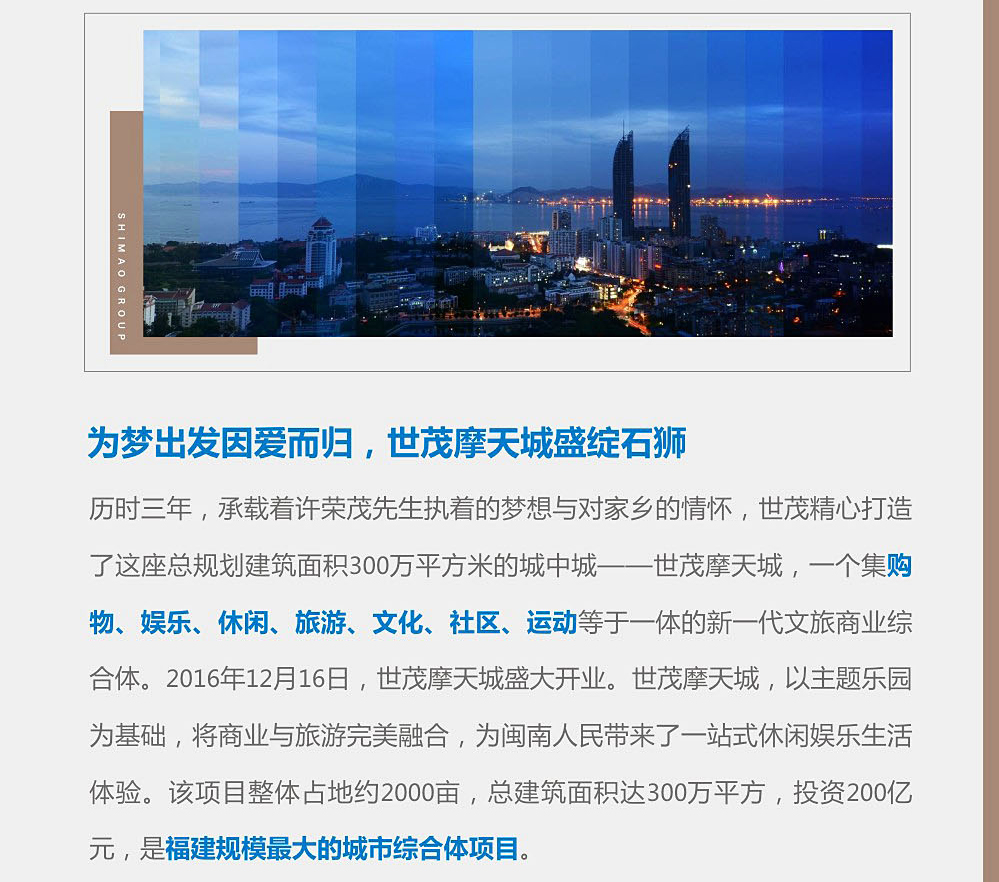 SHIMAO GROUP
为梦出发因爱而归，世茂摩天城盛绽石狮
历时三年，承载着许荣茂先生执着的梦想与对家乡的情怀，世茂精心打造
了这座总规划建筑面积300万平方米的城中城——世茂摩天城，一个集购
物、娱乐、休闲、旅游、文化、社区、运动等于一体的新一代文旅商业综
合体。2016年12月16日，世茂摩天城盛大开业。世茂摩天城，以主题乐园
为基础，将商业与旅游完美融合，为闽南人民带来了一站式休闲娱乐生活
体验。该项目整体占地约2000亩，总建筑面积达300万平方，投资200亿
元，是福建规模最大的城市综合体项目。